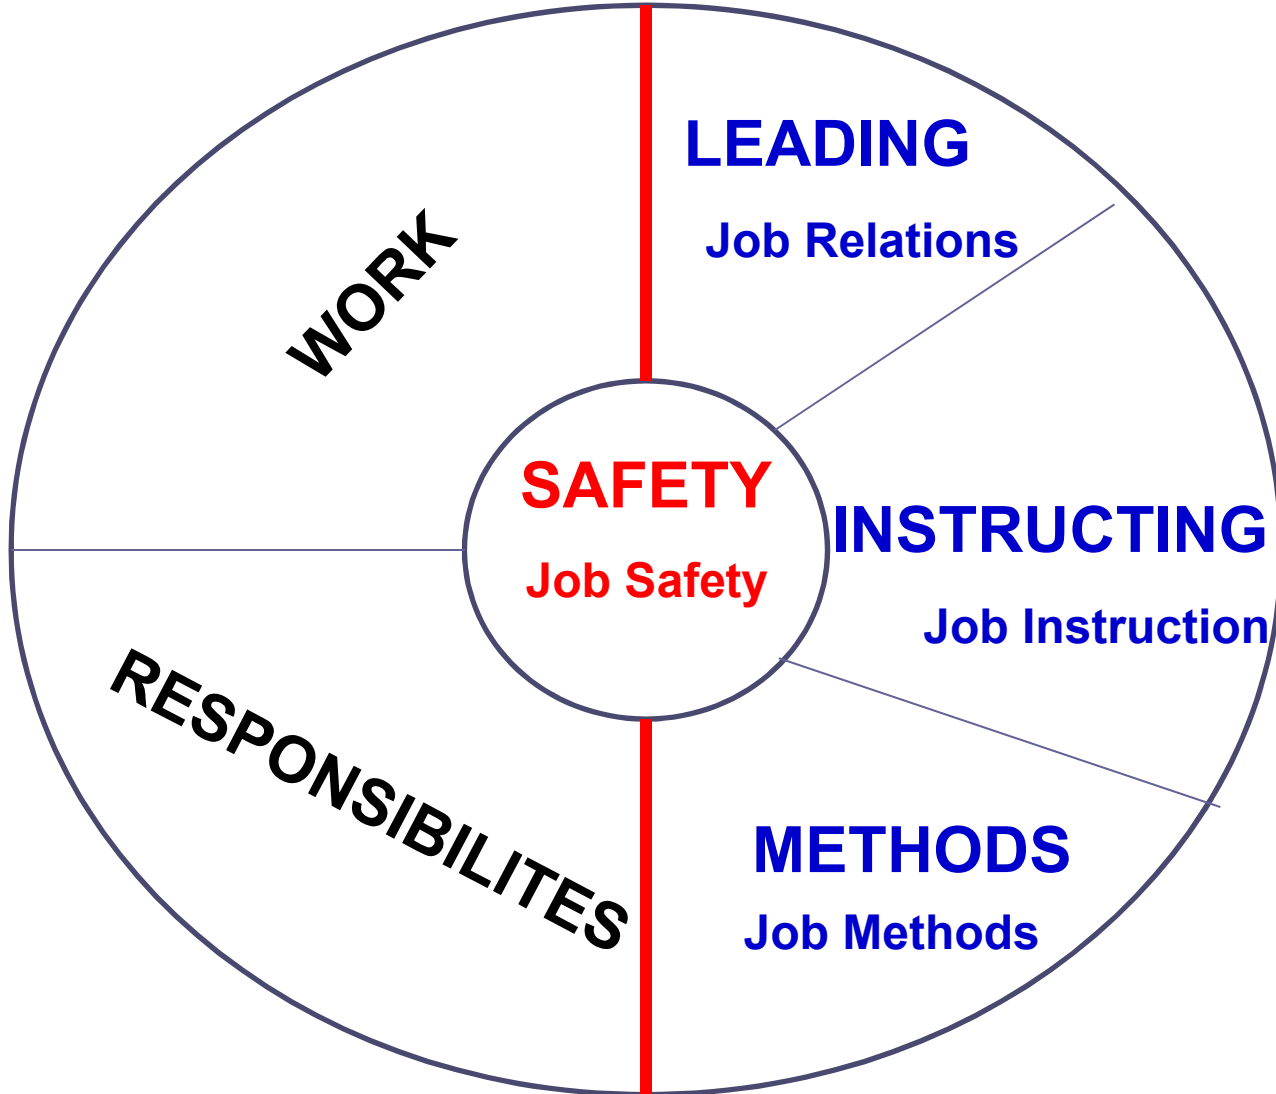 LEADING
Job Relations
WORK
SAFETY
Job Safety
INSTRUCTING
Job Instruction
RESPONSIBILITES
METHODS
Job Methods